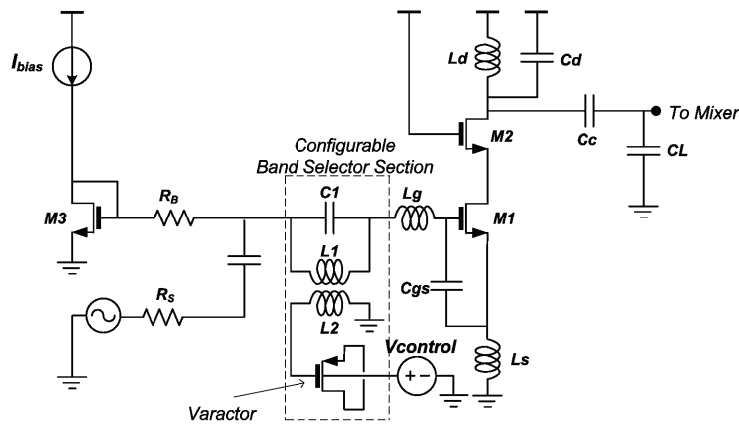 Ibias
Ld
Cd
M2
Cc
To Mixer
CL
Configurable
Band Selector Section
C1
Lg
M1
M3
RB
L1
Cgs
RS
L2
Vcontrol
+ -
Ls
Varactor